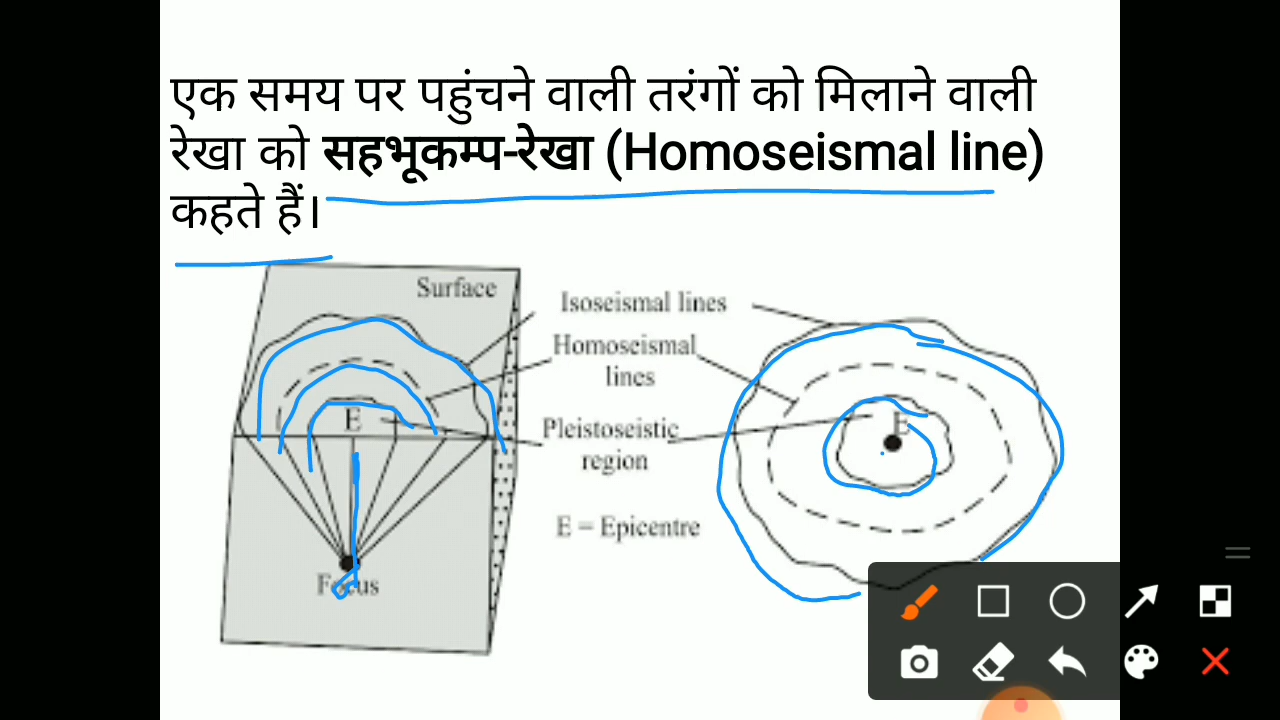 एक समय पर पहुंचने वाली तरंगों को मिलाने वाली
रेखा को सहभूकम्प-रेखा (Homoseismal line)
कहते हैं।
Surface
Isoseismal lines
Homoseismal
lines
E
E
Pleistoseistic
region
E = Epicentre
Focus